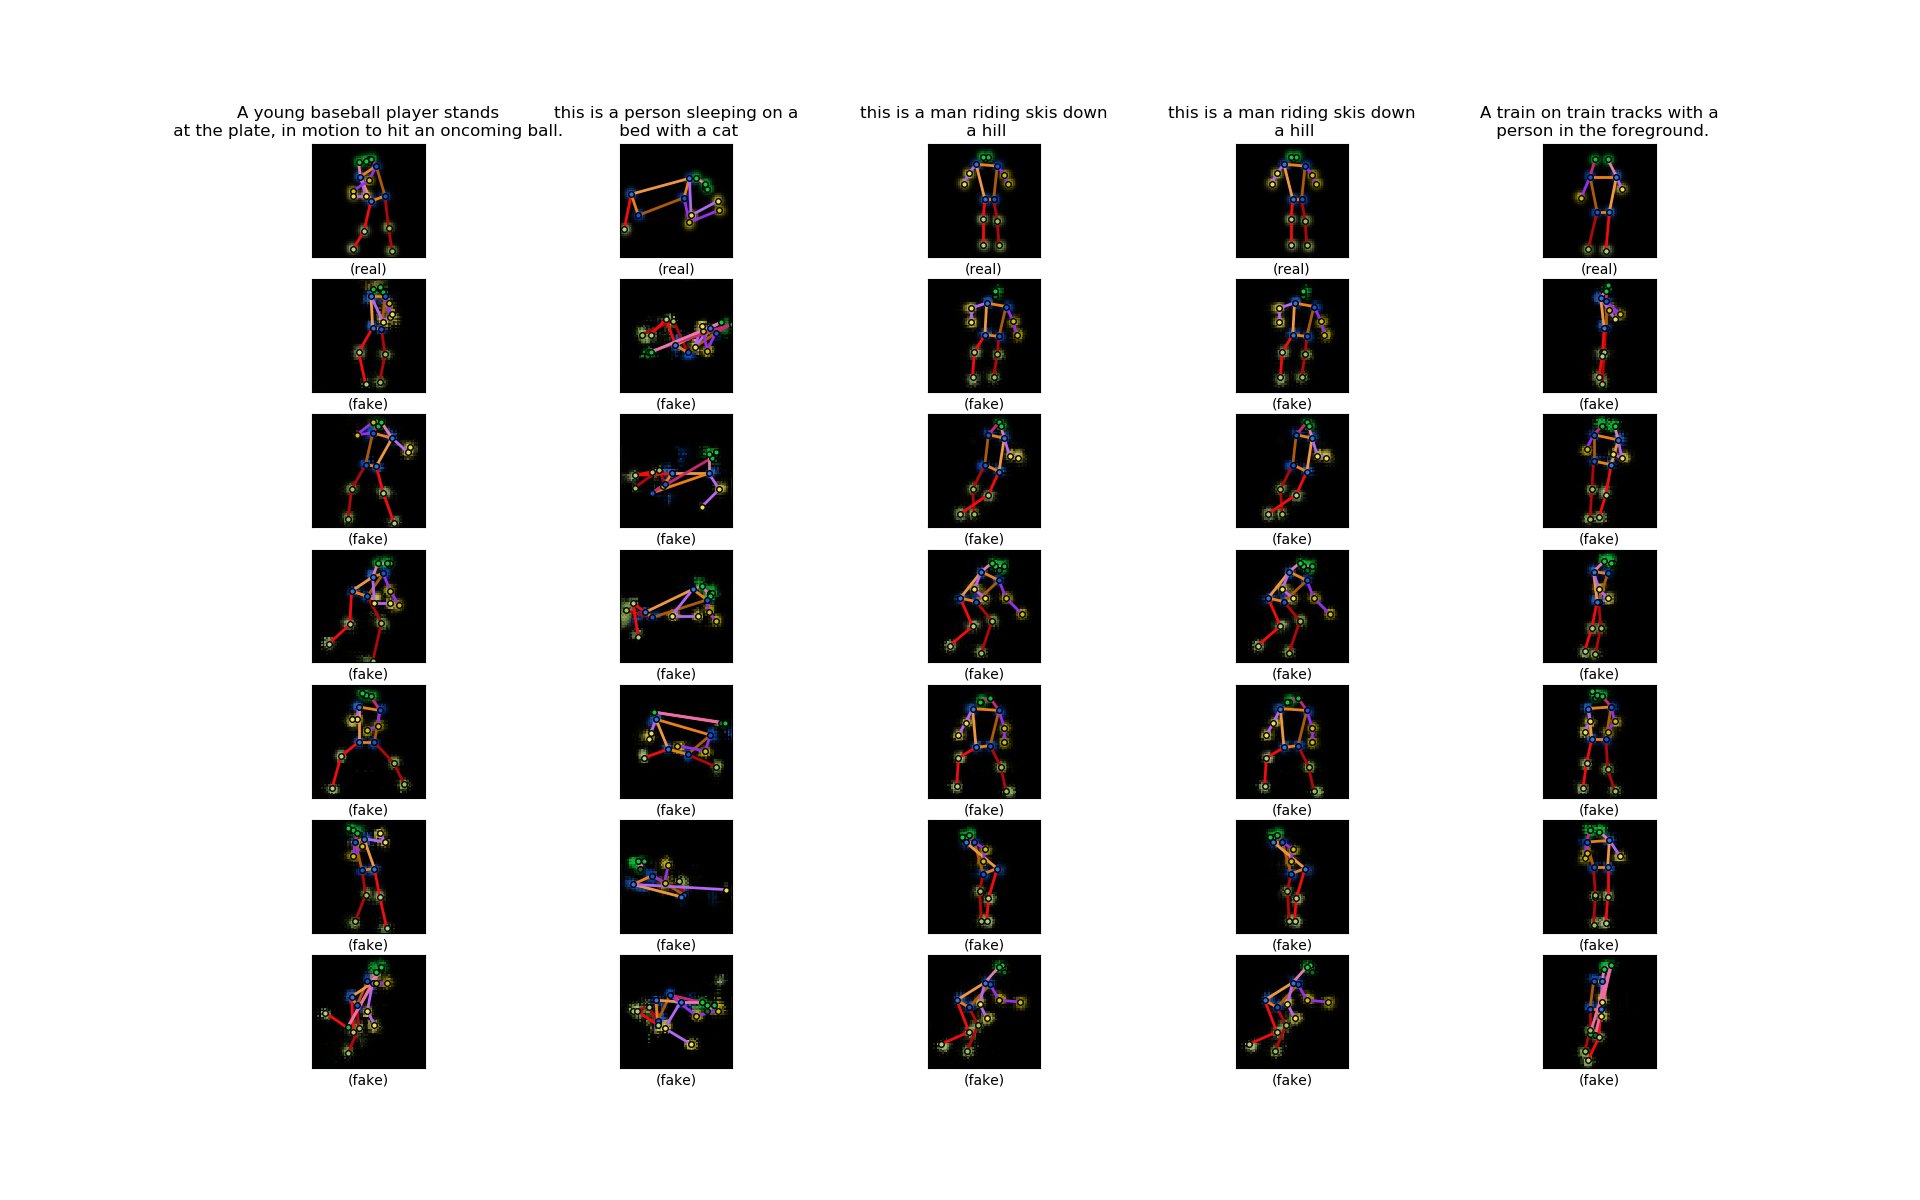 A young baseball player stands
at the plate, in motion to hit an oncoming ball.
this is a person sleeping on a
bed with a cat
this is a man riding skis down
a hill
this is a man riding skis down
a hill
A train on train tracks with a
person in the foreground.
(real) (real) (real) (real) (real)
(fake) (fake) (fake) (fake) (fake)
(fake) (fake) (fake) (fake) (fake)
(fake) (fake) (fake) (fake) (fake)
(fake) (fake) (fake) (fake) (fake)
(fake) (fake) (fake) (fake) (fake)
(fake) (fake) (fake) (fake) (fake)